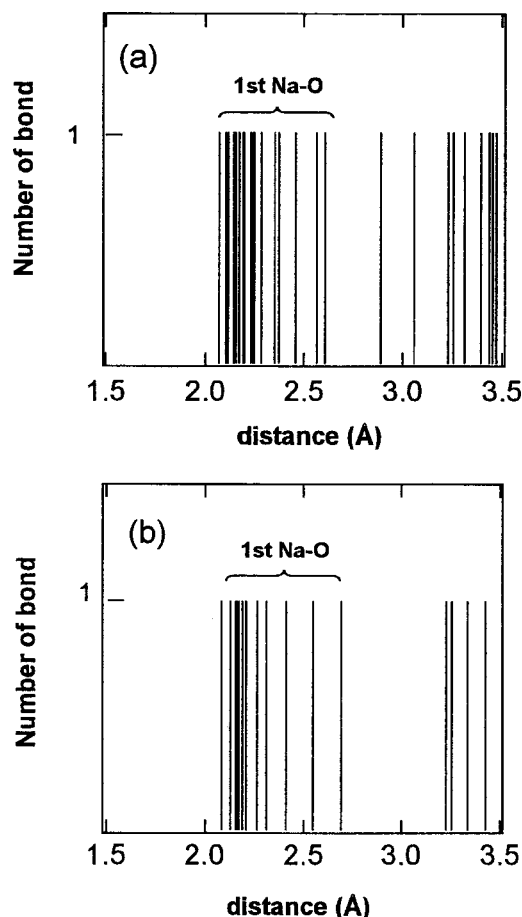 (a)
1st Na-O
1
Number of bond
1.5 2.0 2.5 3.0 3.5
distance (Å)
(b)
1st Na-O
1
Number of bond
1.5 2.0 2.5 3.0 3.5
distance (Å)